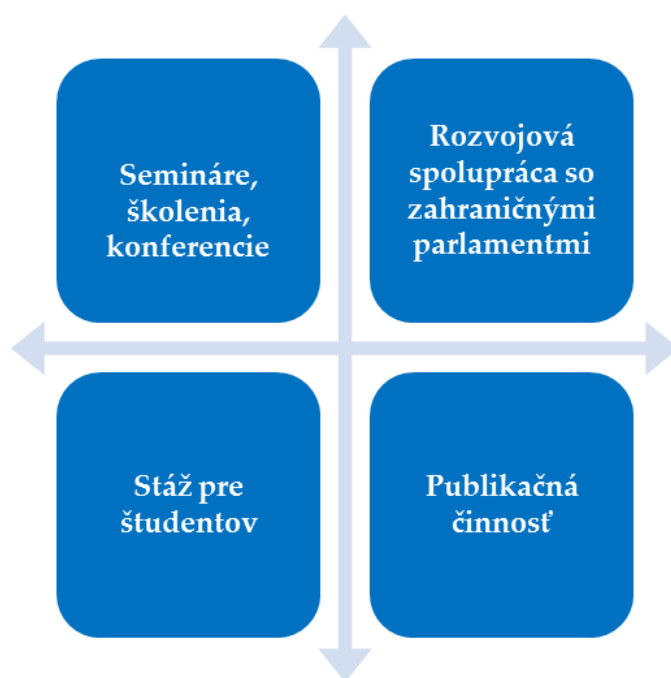 Semináre,
školenia,
konferencie
Rozvojová
spolupráca so
zahraničnými
parlamentmi
Stáž pre
študentov
Publikačná
činnosť